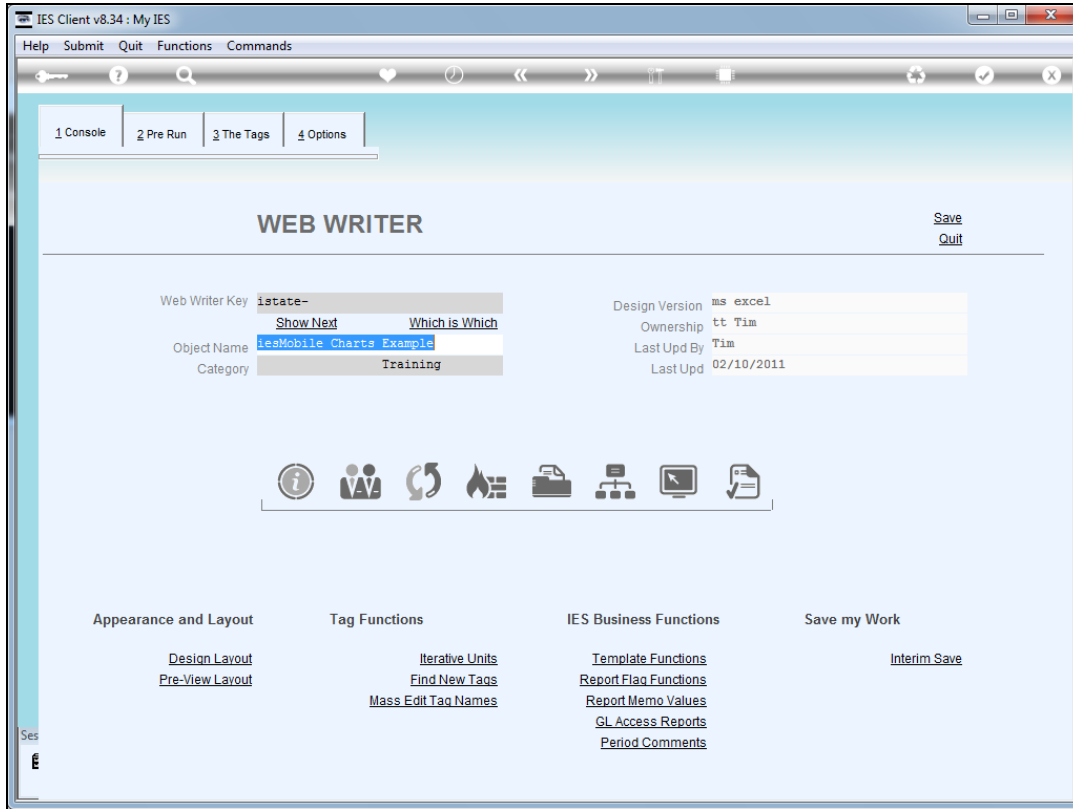 IES Client v8.34 : My IES
Help Submit Quit Functions Commands
1 Console 2 Pre Run 3 The Tags 4 Options
WEB WRITER
Save
Quit
Web Writer Key istate-
Show Next Which is Which
Object Name iesMobile Charts Example
Category Training
Design Version ms excel
Ownership tt Tim
Last Upd By Tim
Last Upd 02/10/2011
Appearance and Layout Tag Functions IES Business Functions Save my Work
Design Layout Iterative Units Template Functions Interim Save
Pre-View Layout Find New Tags Report Flag Functions
Mass Edit Tag Names Report Memo Values
GL Access Reports
Period Comments
Ses